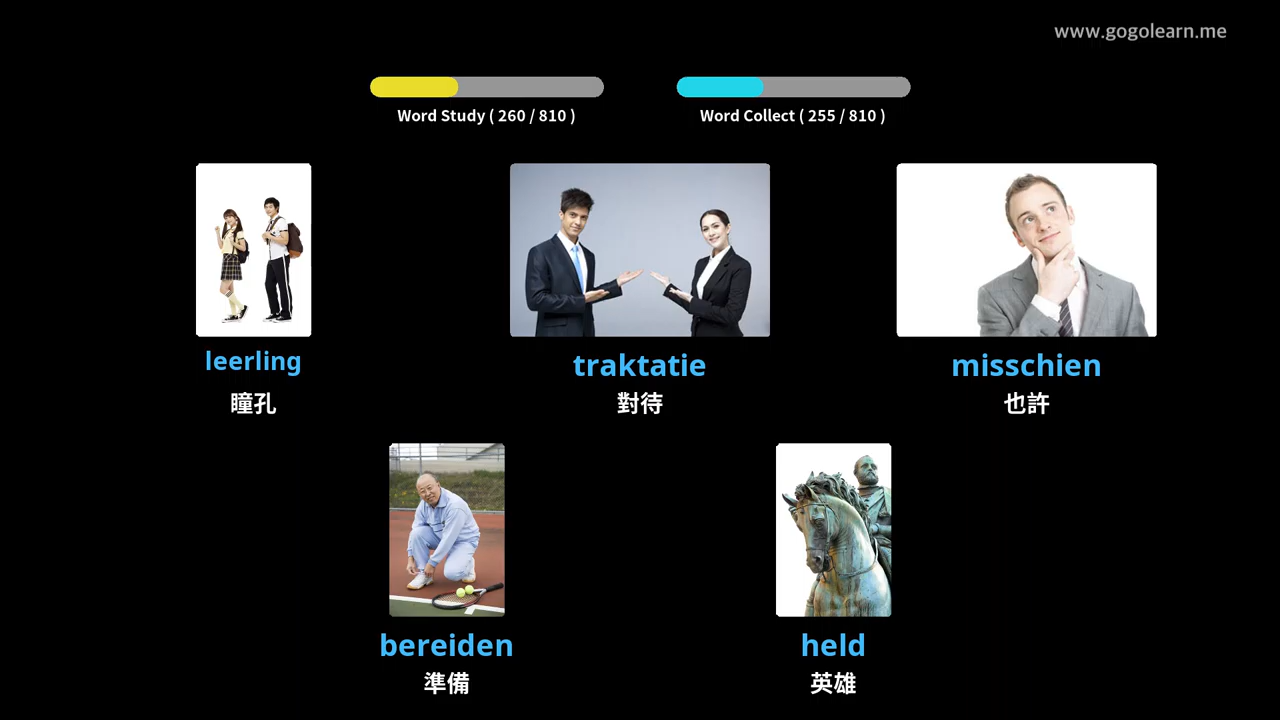 www.gogolearn.me
Word Study ( 260 / 810 )
Word Collect ( 255 / 810 )
leerling
瞳孔
traktatie
對待
misschien
也許
bereiden
準備
held
英雄